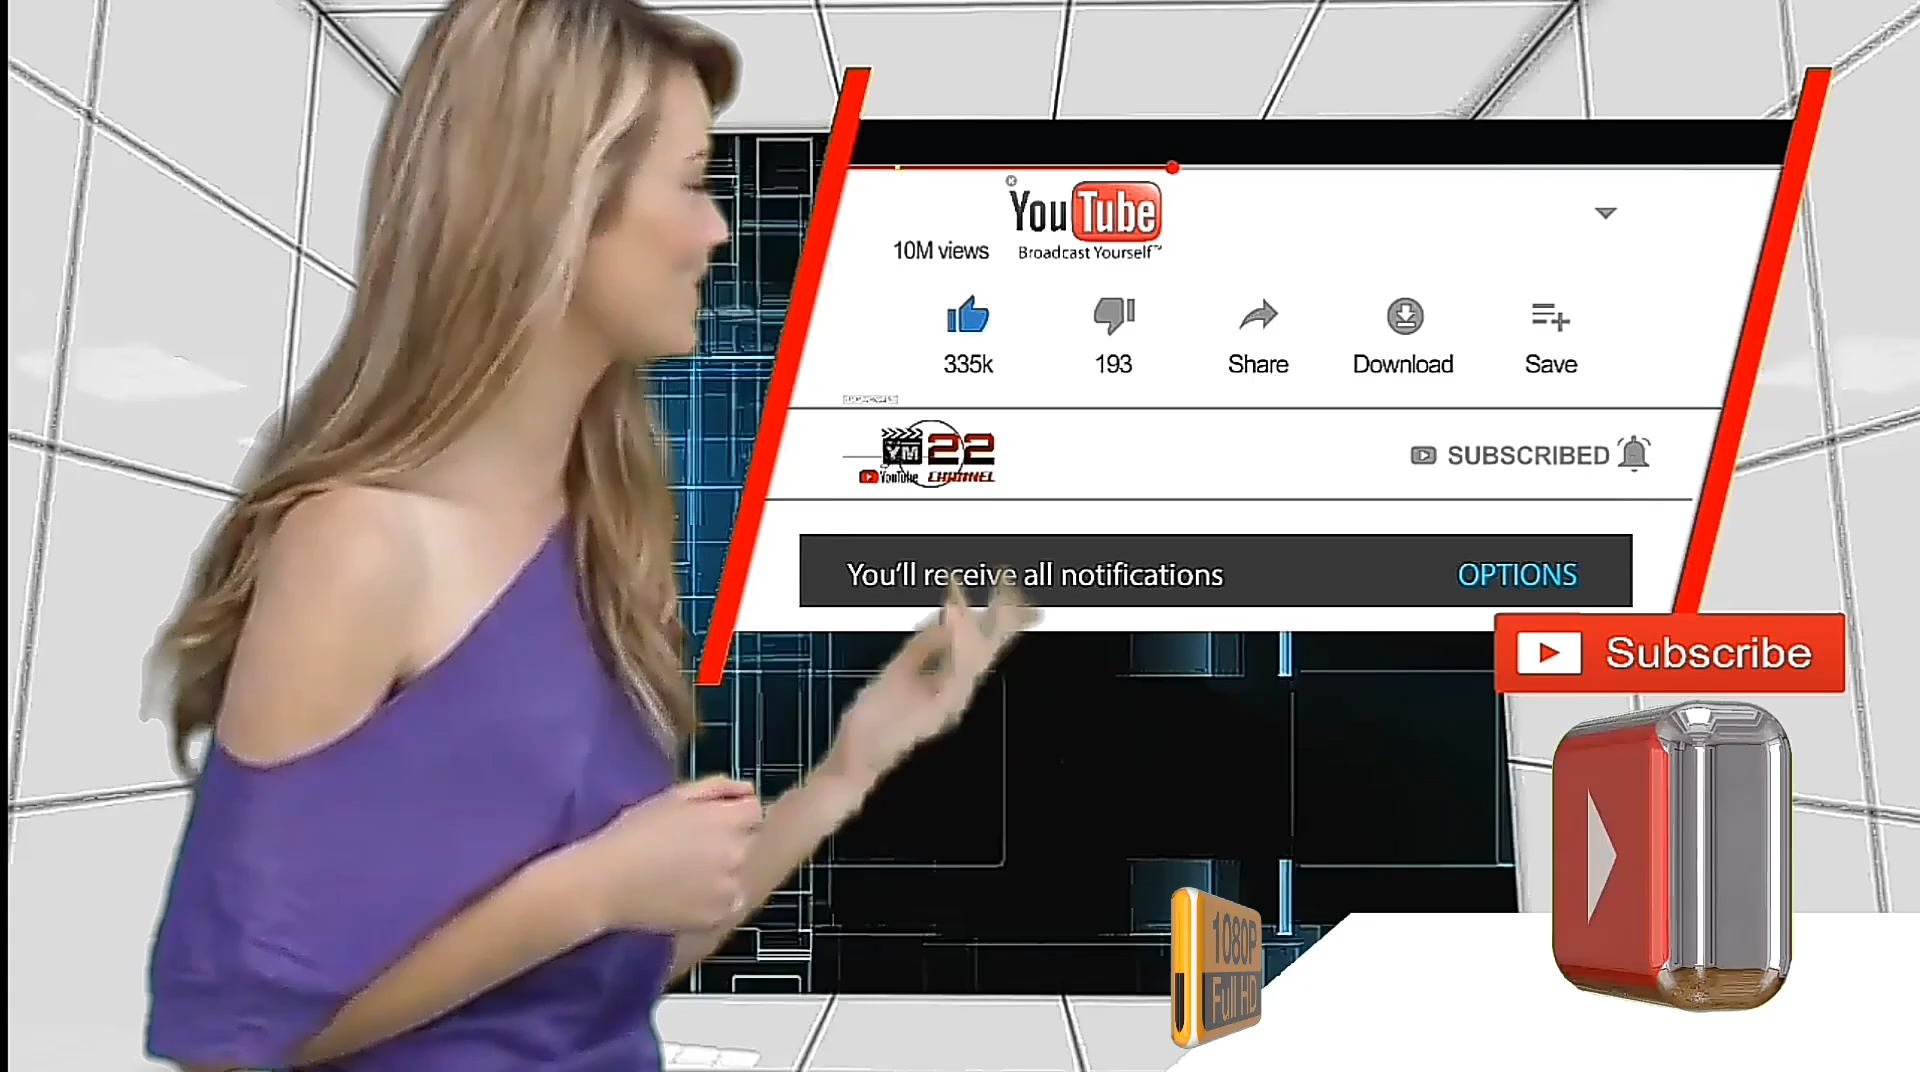 YouTube
10M views
Broadcast Yourself™
335k
193
Share
Download
Save
YM 22
YouTube CHANNEL
SUBSCRIBED
You'll receive all notifications
OPTIONS
Subscribe
1080P
Full HD